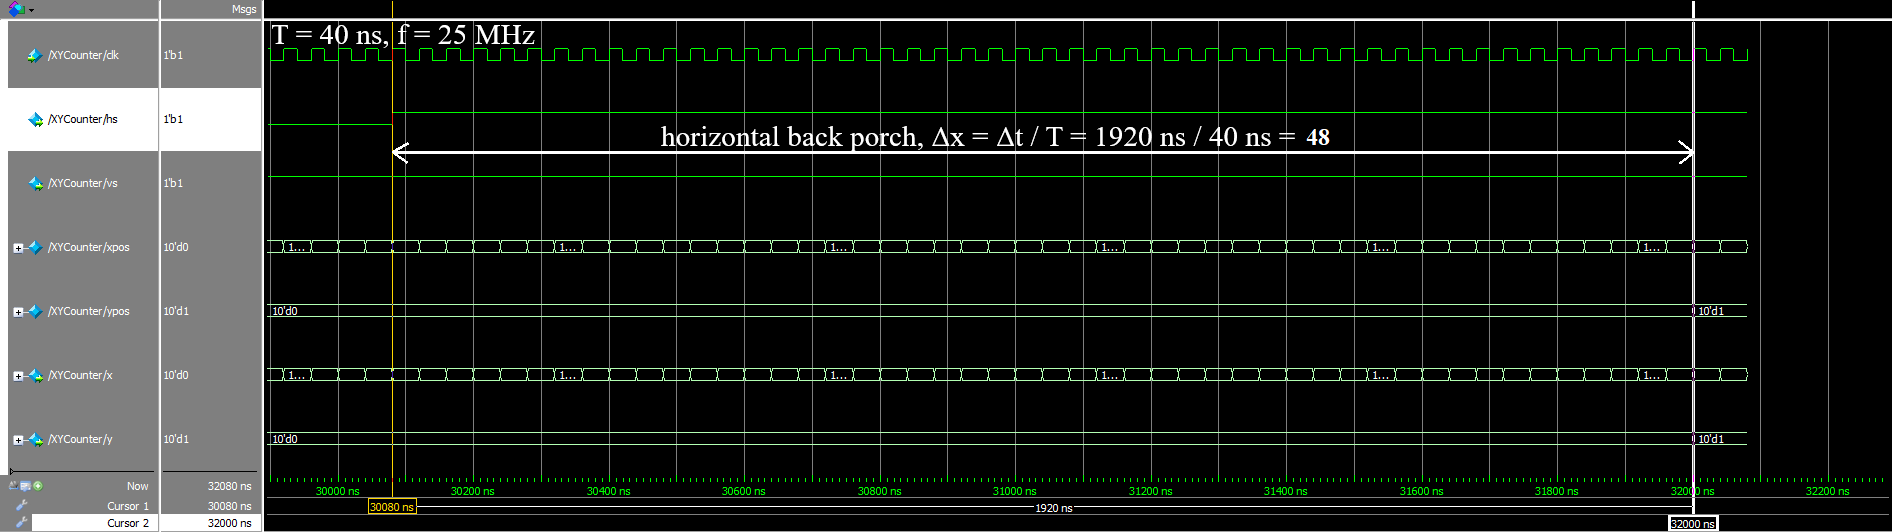 Msgs
T = 40 ns, f = 25 MHz
/XYCounter/clk 1'b1
/XYCounter/hs 1'b1
horizontal back porch, Δx = Δt / T = 1920 ns / 40 ns = 48
/XYCounter/vs 1'b1
/XYCounter/xpos 10'd0 1... 1... 1... 1... 1... 1...
/XYCounter/ypos 10'd1 10'd0 10'd1
/XYCounter/x 10'd0 1... 1... 1... 1... 1... 1...
/XYCounter/y 10'd1 10'd0 10'd1
Now 32080 ns 30000 ns 30200 ns 30400 ns 30600 ns 30800 ns 31000 ns 31200 ns 31400 ns 31600 ns 31800 ns 32000 ns 32200 ns
Cursor 1 30080 ns 30080 ns 1920 ns
Cursor 2 32000 ns 32000 ns